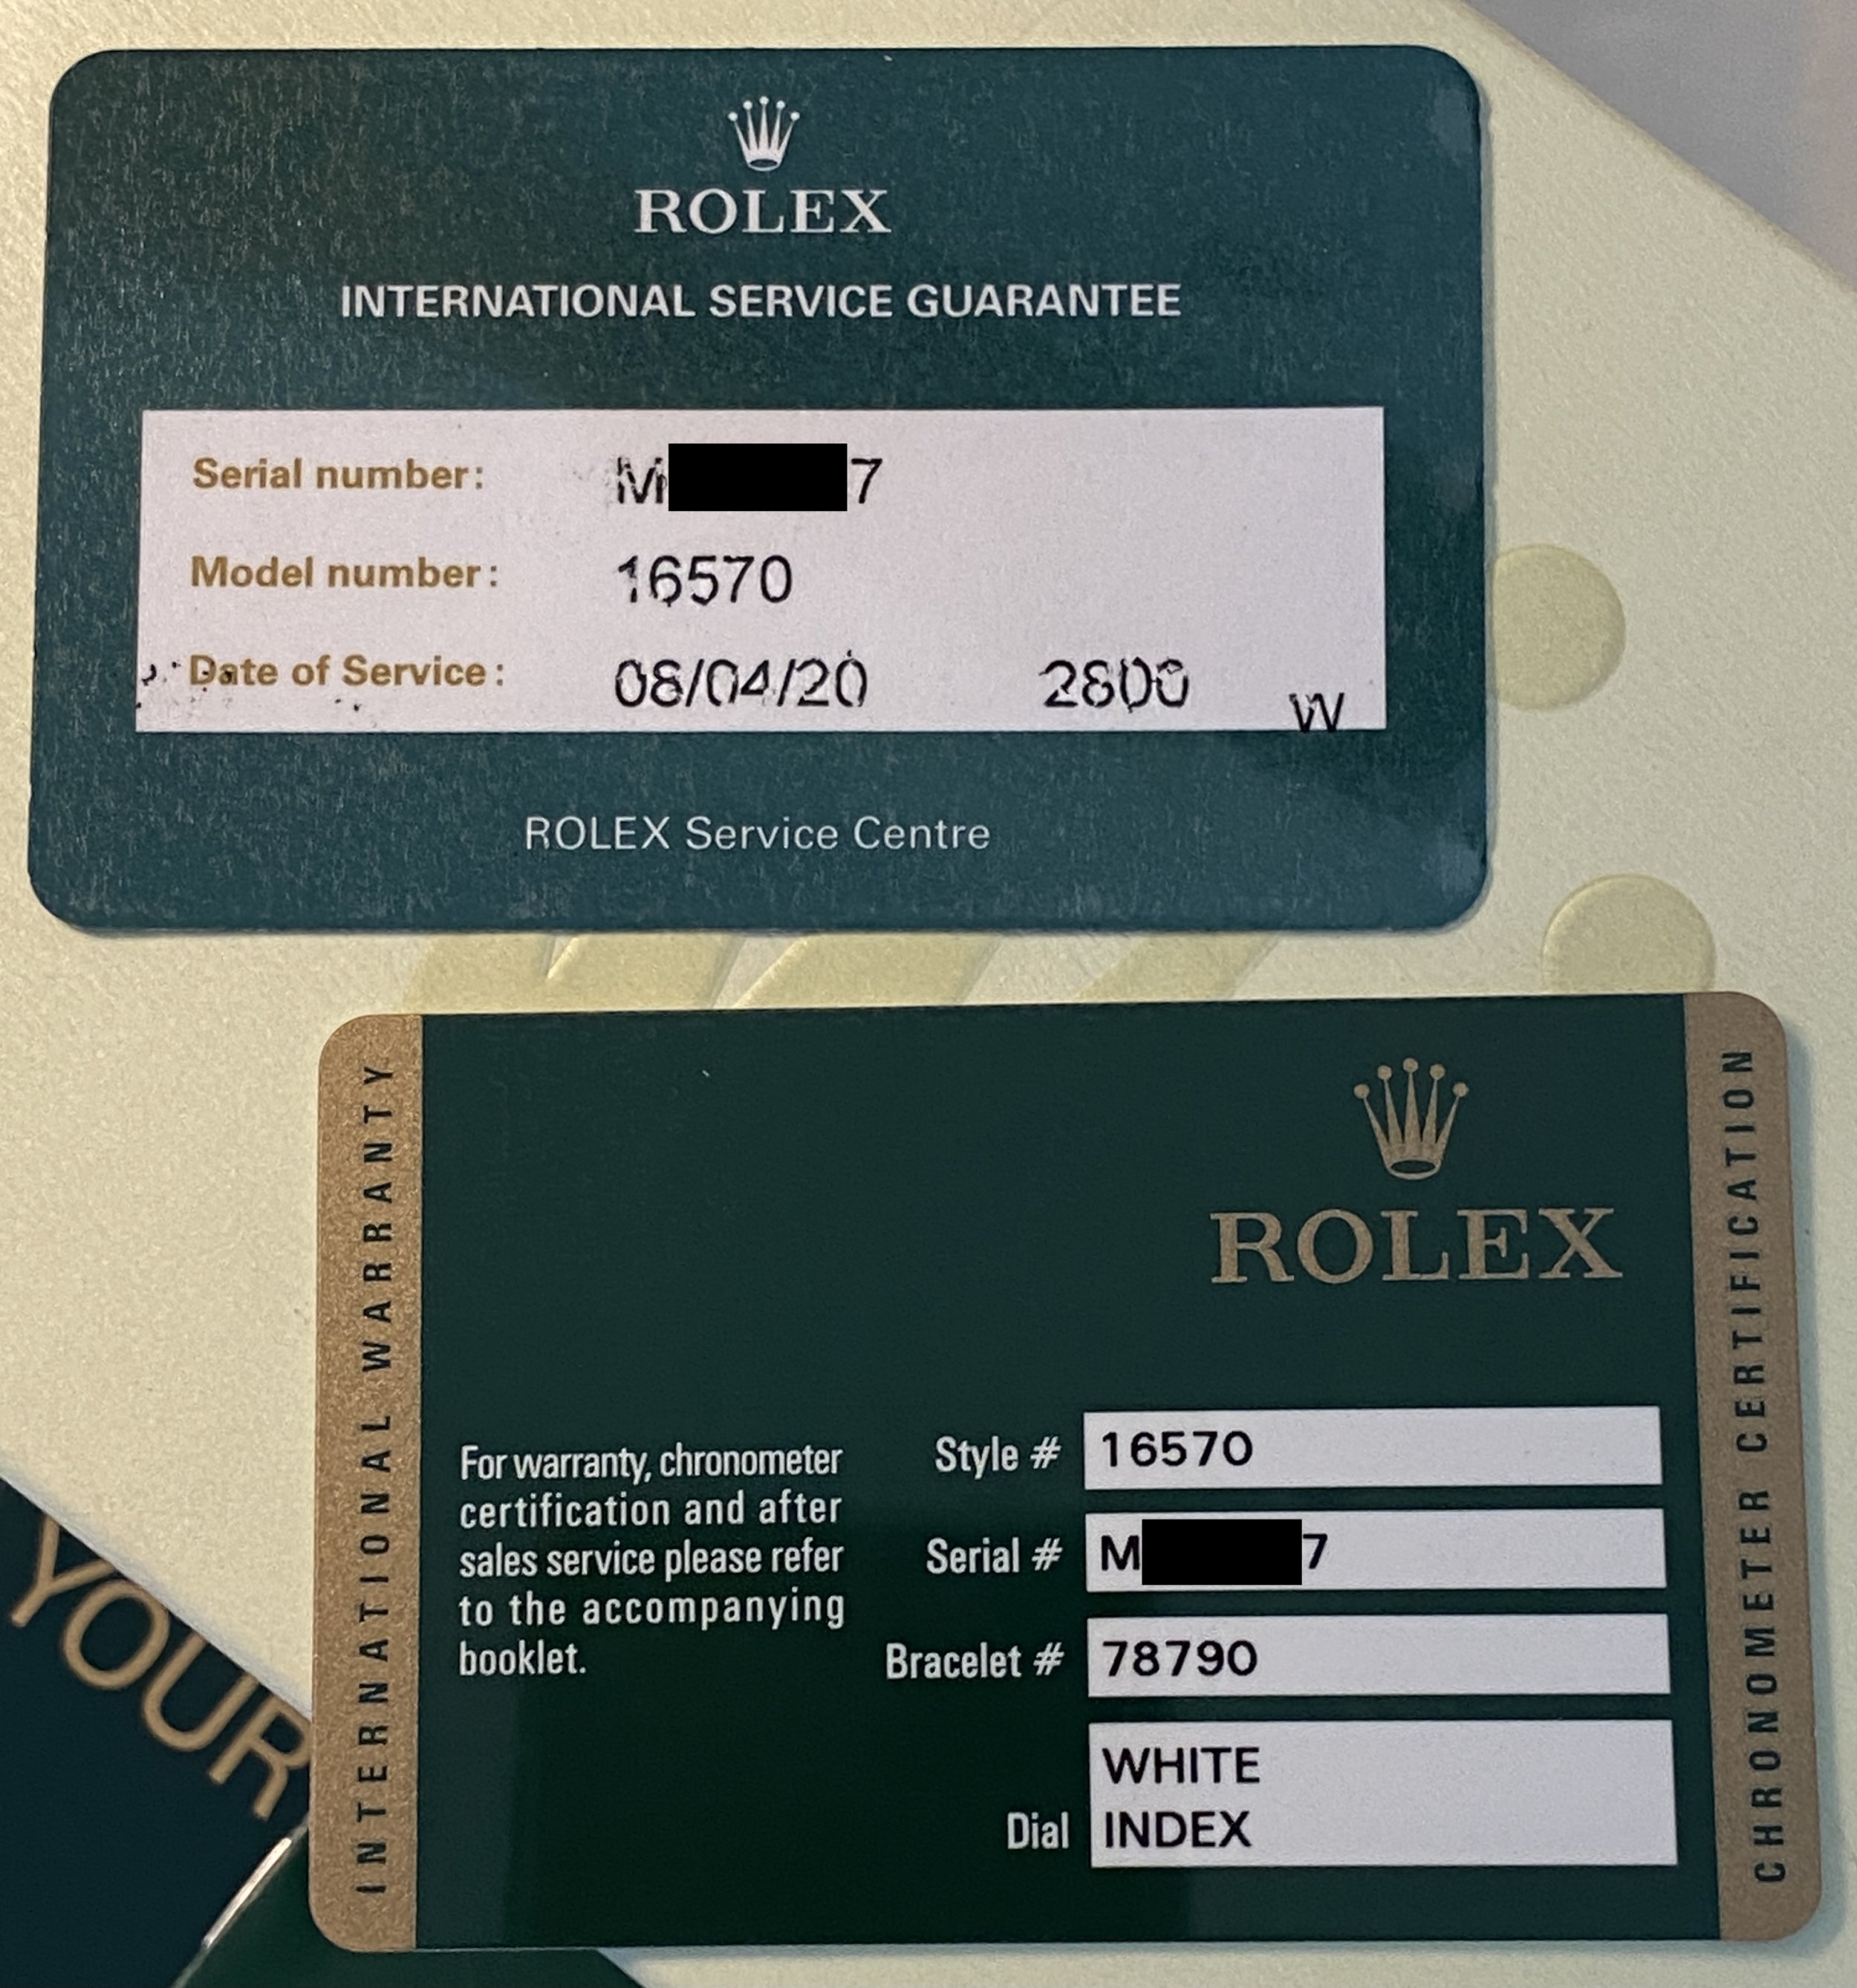 ROLEX
INTERNATIONAL SERVICE GUARANTEE
Serial number: M 7
Model number: 16570
Date of Service: 08/04/20 2800 W
ROLEX Service Centre
INTERNATIONAL WARRANTY
ROLEX
For warranty, chronometer
certification and after
sales service please refer
to the accompanying
booklet.
Style # 16570
Serial # M 7
Bracelet # 78790
Dial WHITE
INDEX
CHRONOMETER CERTIFICATION
YOUR